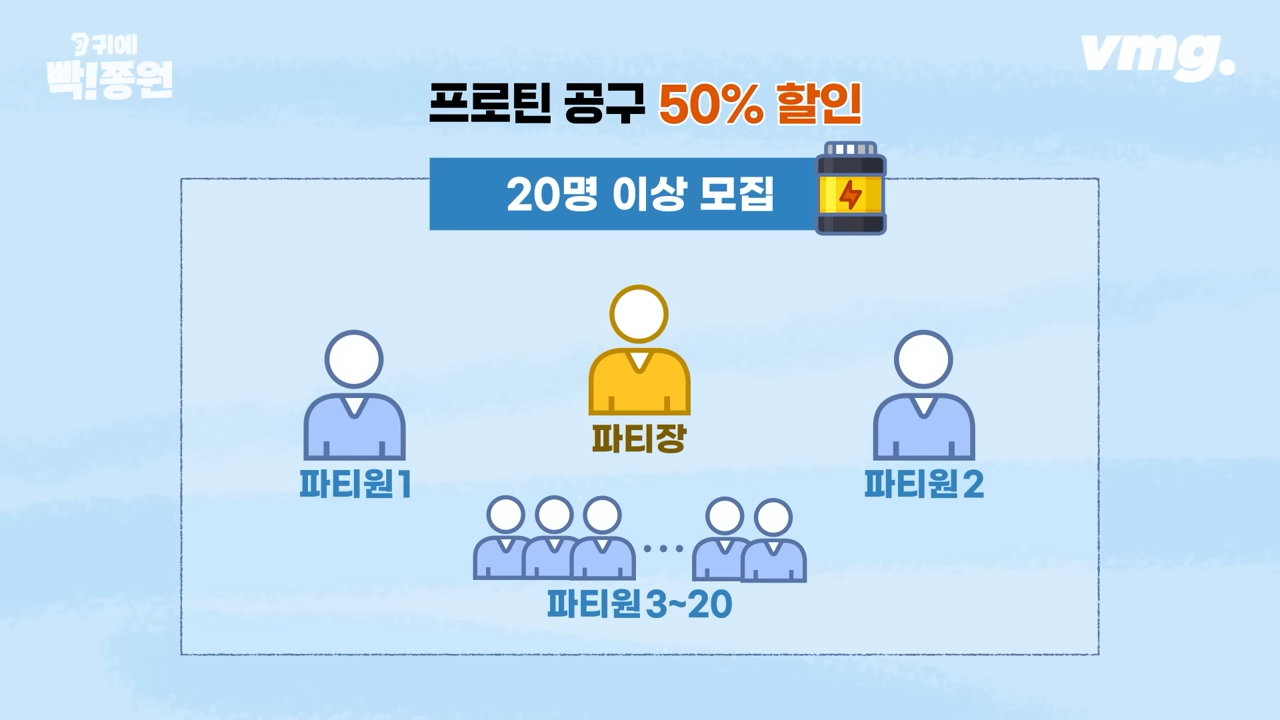 귀에
빡!종원
vmg.
프로틴 공구 50% 할인
20명 이상 모집
파티장
파티원1
파티원2
파티원3~20